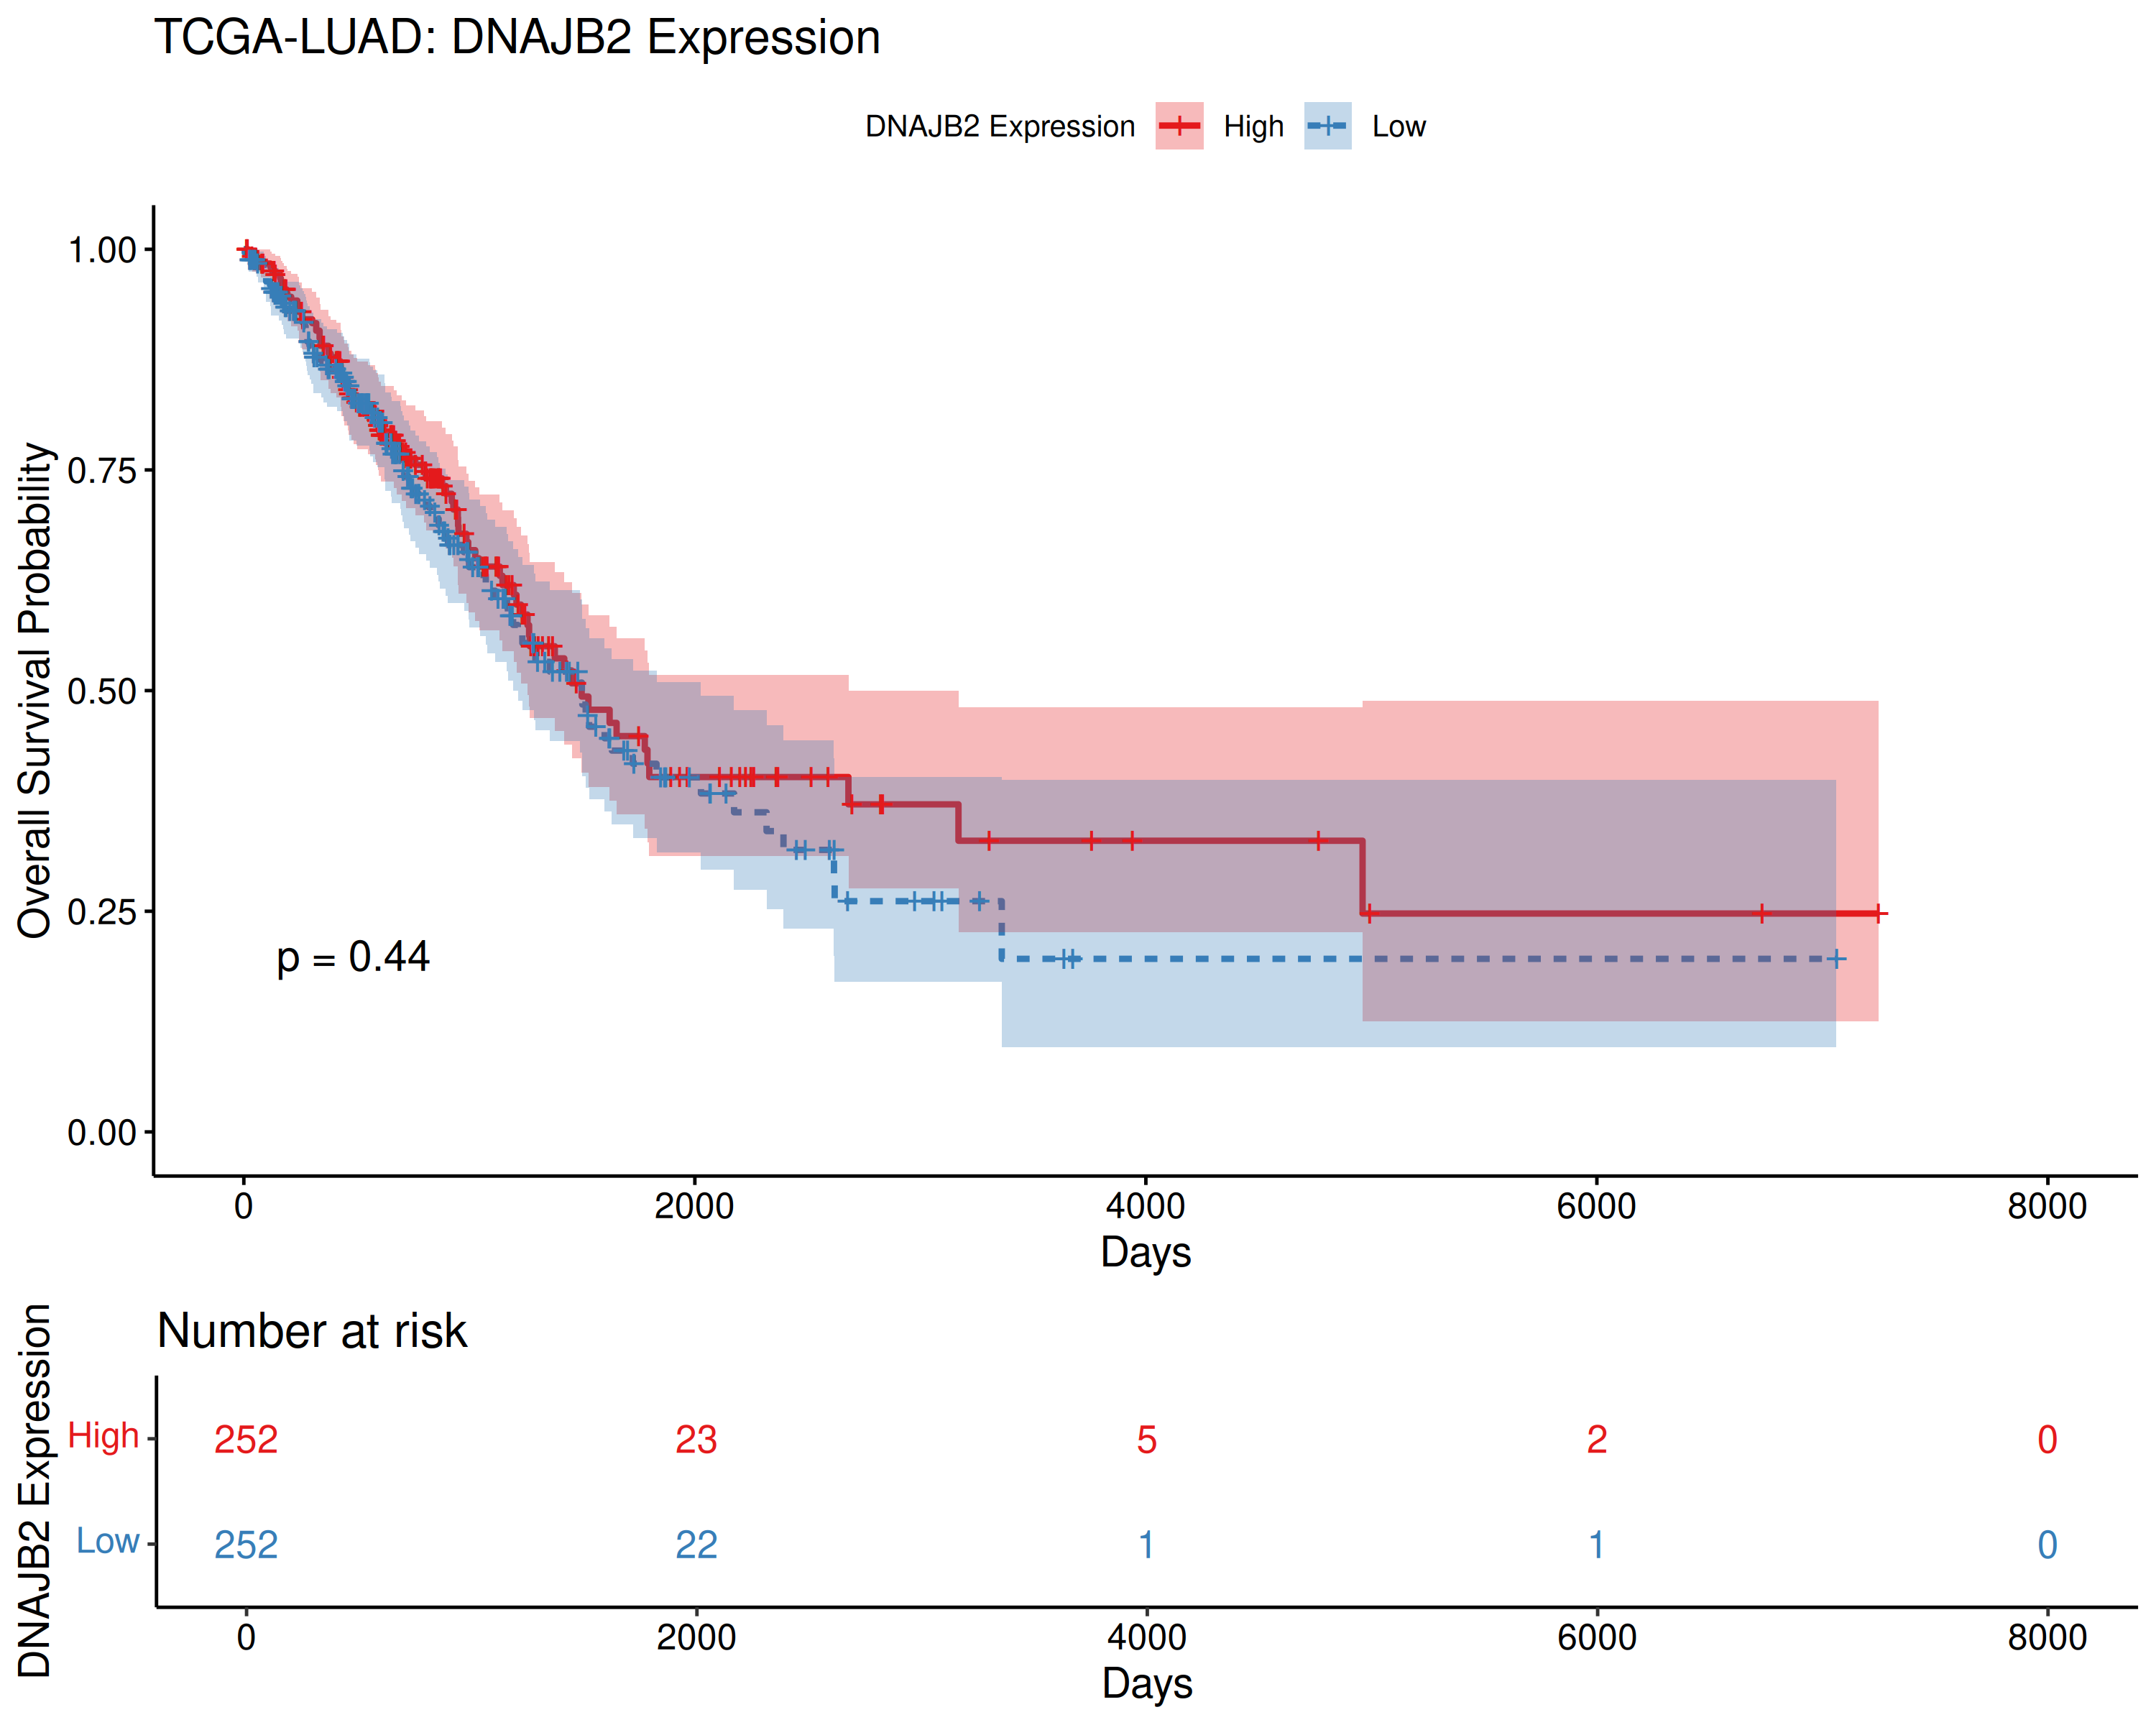 TCGA-LUAD: DNAJB2 Expression
DNAJB2 Expression High Low
Overall Survival Probability
1.00
0.75
0.50
0.25
0.00
p = 0.44
0 2000 4000 6000 8000
Days
Number at risk
DNAJB2 Expression
High 252 23 5 2 0
Low 252 22 1 1 0
0 2000 4000 6000 8000
Days